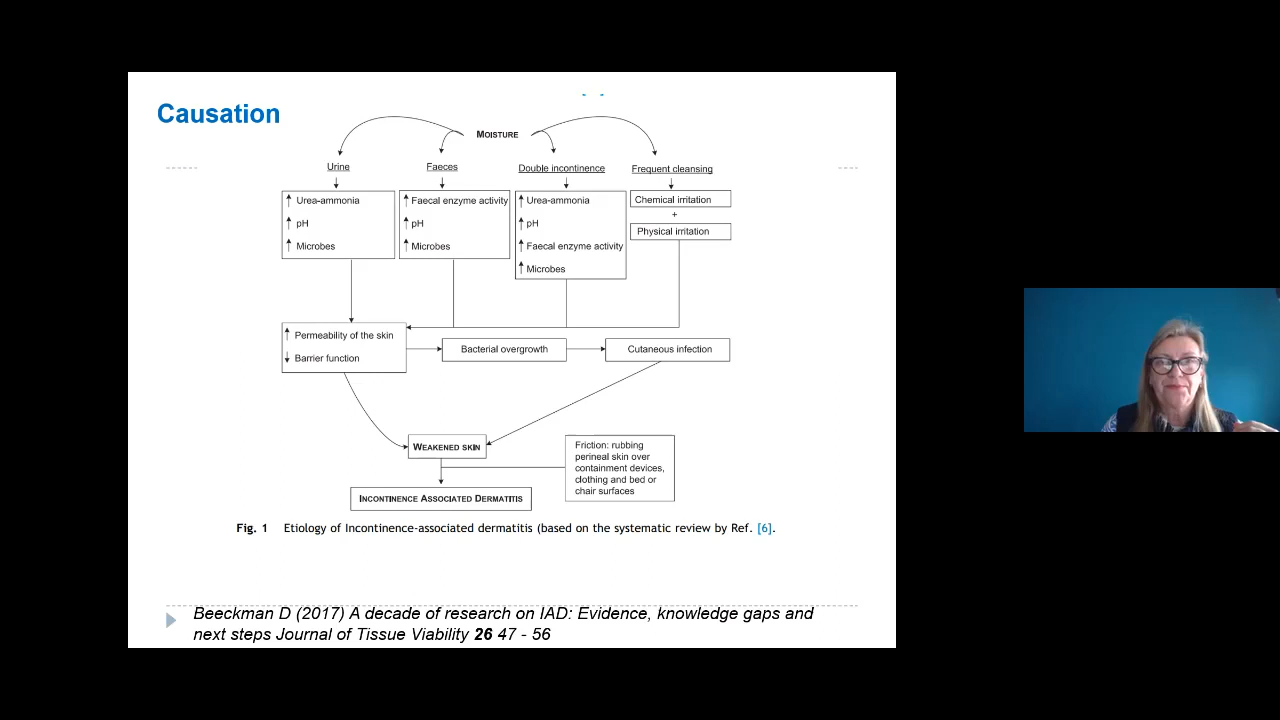 Causation
MOISTURE
Urine
Faeces
Double incontinence
Frequent cleansing
Urea-ammonia
pH
Microbes
Faecal enzyme activity
pH
Microbes
Urea-ammonia
pH
Faecal enzyme activity
Microbes
Chemical irritation
+
Physical irritation
Permeability of the skin
Barrier function
Bacterial overgrowth
Cutaneous infection
WEAKENED SKIN
Friction: rubbing
perineal skin over
containment devices,
clothing and bed or
chair surfaces
INCONTINENCE ASSOCIATED DERMATITIS
Fig. 1 Etiology of Incontinence-associated dermatitis (based on the systematic review by Ref. [6].
Beeckman D (2017) A decade of research on IAD: Evidence, knowledge gaps and
next steps Journal of Tissue Viability 26 47 - 56